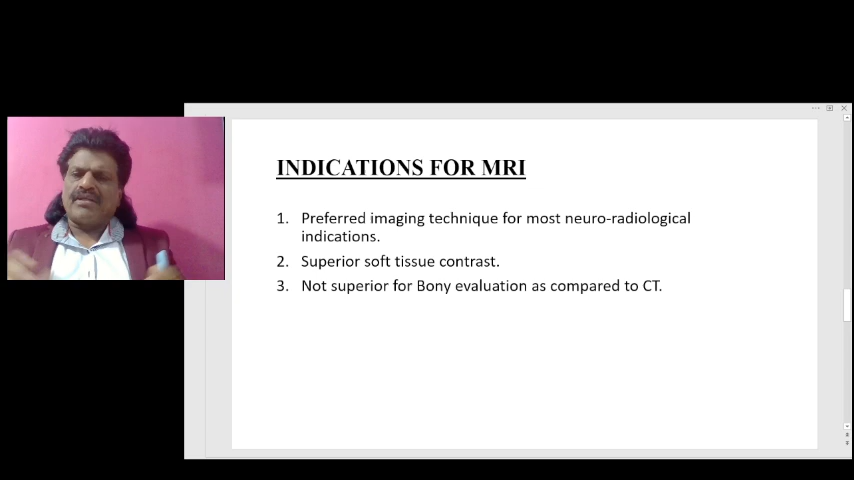 INDICATIONS FOR MRI
1. Preferred imaging technique for most neuro-radiological
indications.
2. Superior soft tissue contrast.
3. Not superior for Bony evaluation as compared to CT.